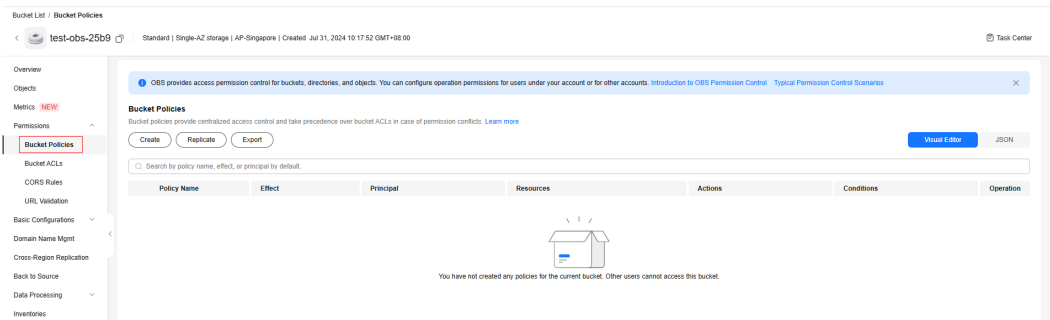 Bucket List / Bucket Policies
test-obs-25b9 Standard | Single-AZ storage | AP-Singapore | Created Jul 31, 2024 10:17:52 GMT+08:00 Task Center
Overview
Objects
Metrics NEW
Permissions
Bucket Policies
Bucket ACLs
CORS Rules
URL Validation
Basic Configurations
Domain Name Mgmt
Cross-Region Replication
Back to Source
Data Processing
Inventories
OBS provides access permission control for buckets, directories, and objects. You can configure operation permissions for users under your account or for other accounts. Introduction to OBS Permission Control Typical Permission Control Scenarios
Bucket Policies
Bucket policies provide centralized access control and take precedence over bucket ACLs in case of permission conflicts. Learn more
Create Replicate Export Visual Editor JSON
Search by policy name, effect, or principal by default.
Policy Name Effect Principal Resources Actions Conditions Operation
You have not created any policies for the current bucket. Other users cannot access this bucket.